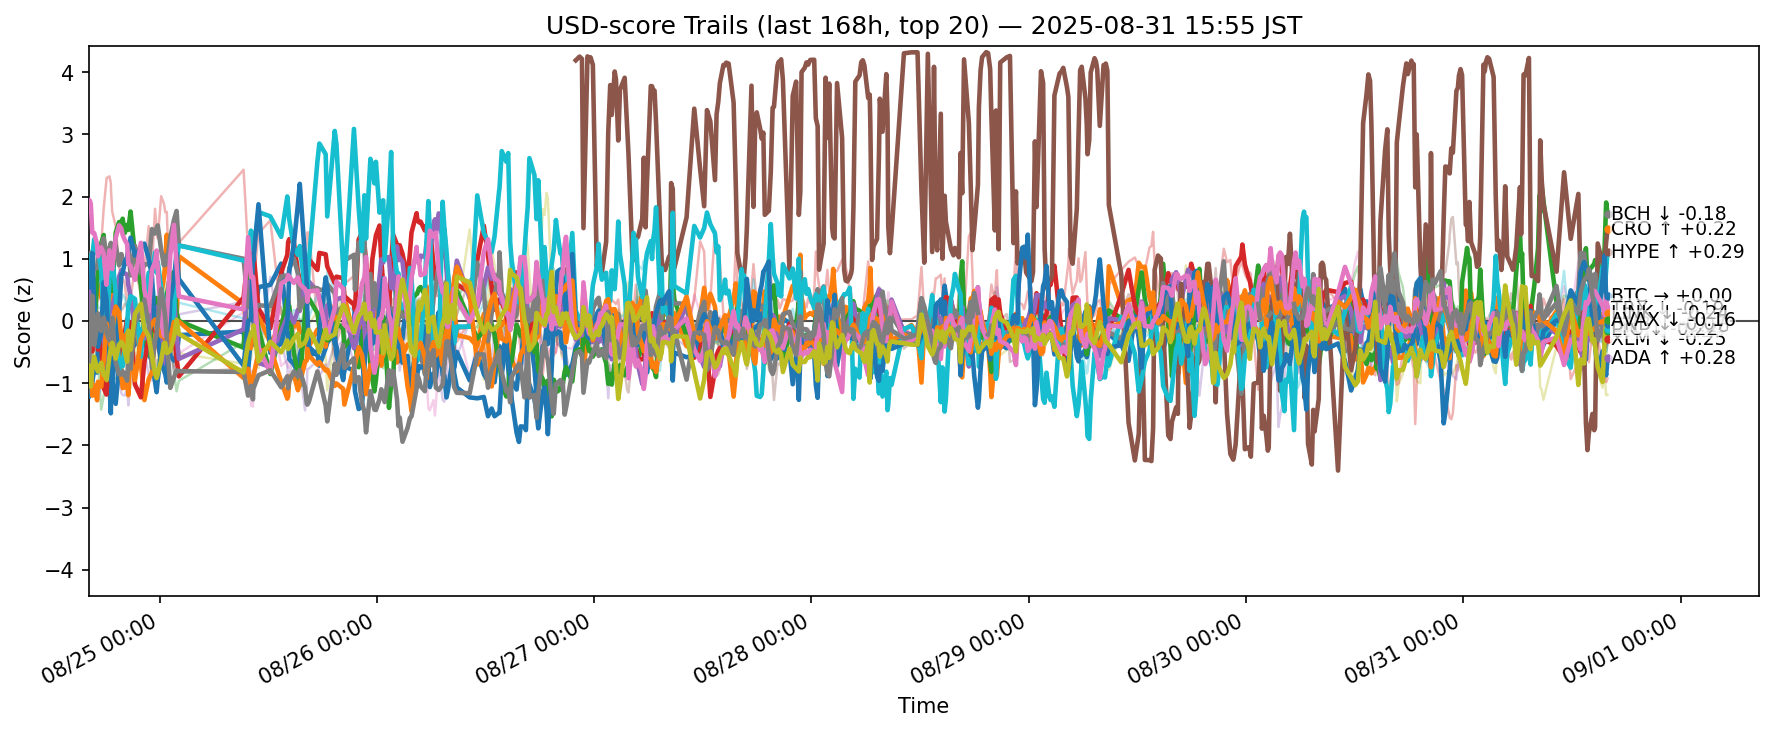 USD-score Trails (last 168h, top 20) — 2025-08-31 15:55 JST
Score (z)
4
3
2
1
0
−1
−2
−3
−4
BCH ↓ -0.18
CRO ↑ +0.22
HYPE ↑ +0.29
BTC → +0.00
AVAX ↓ -0.16
XLM ↓ -0.25
ADA ↑ +0.28
08/25 00:00
08/26 00:00
08/27 00:00
08/28 00:00
08/29 00:00
08/30 00:00
08/31 00:00
09/01 00:00
Time